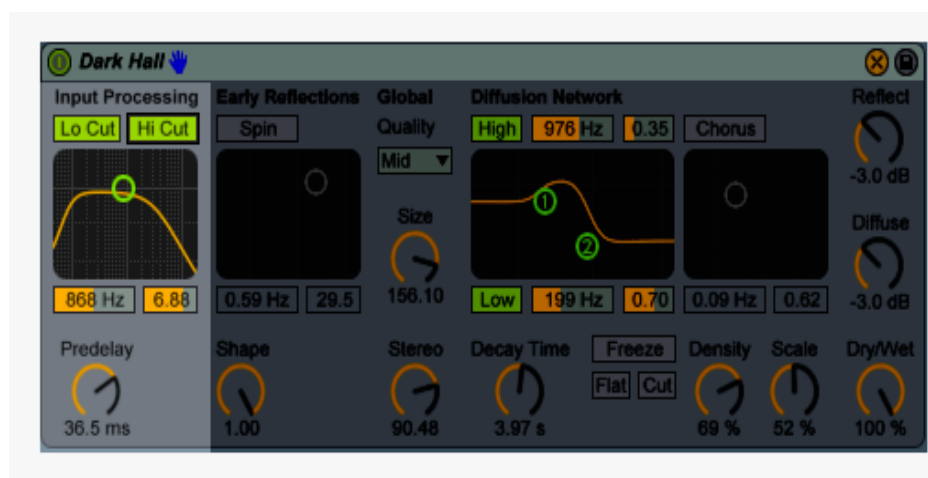 Dark Hall
Input Processing
Lo Cut Hi Cut
868 Hz 6.88
Predelay
36.5 ms
Early Reflections
Spin
0.59 Hz 29.5
Shape
1.00
Global
Quality
Mid
Size
156.10
Stereo
90.48
Diffusion Network
High 976 Hz 0.35 Chorus
1
2
Low 199 Hz 0.70 0.09 Hz 0.62
Decay Time
3.97 s
Freeze
Flat Cut
Density
69 %
Scale
52 %
Reflect
-3.0 dB
Diffuse
-3.0 dB
Dry/Wet
100 %